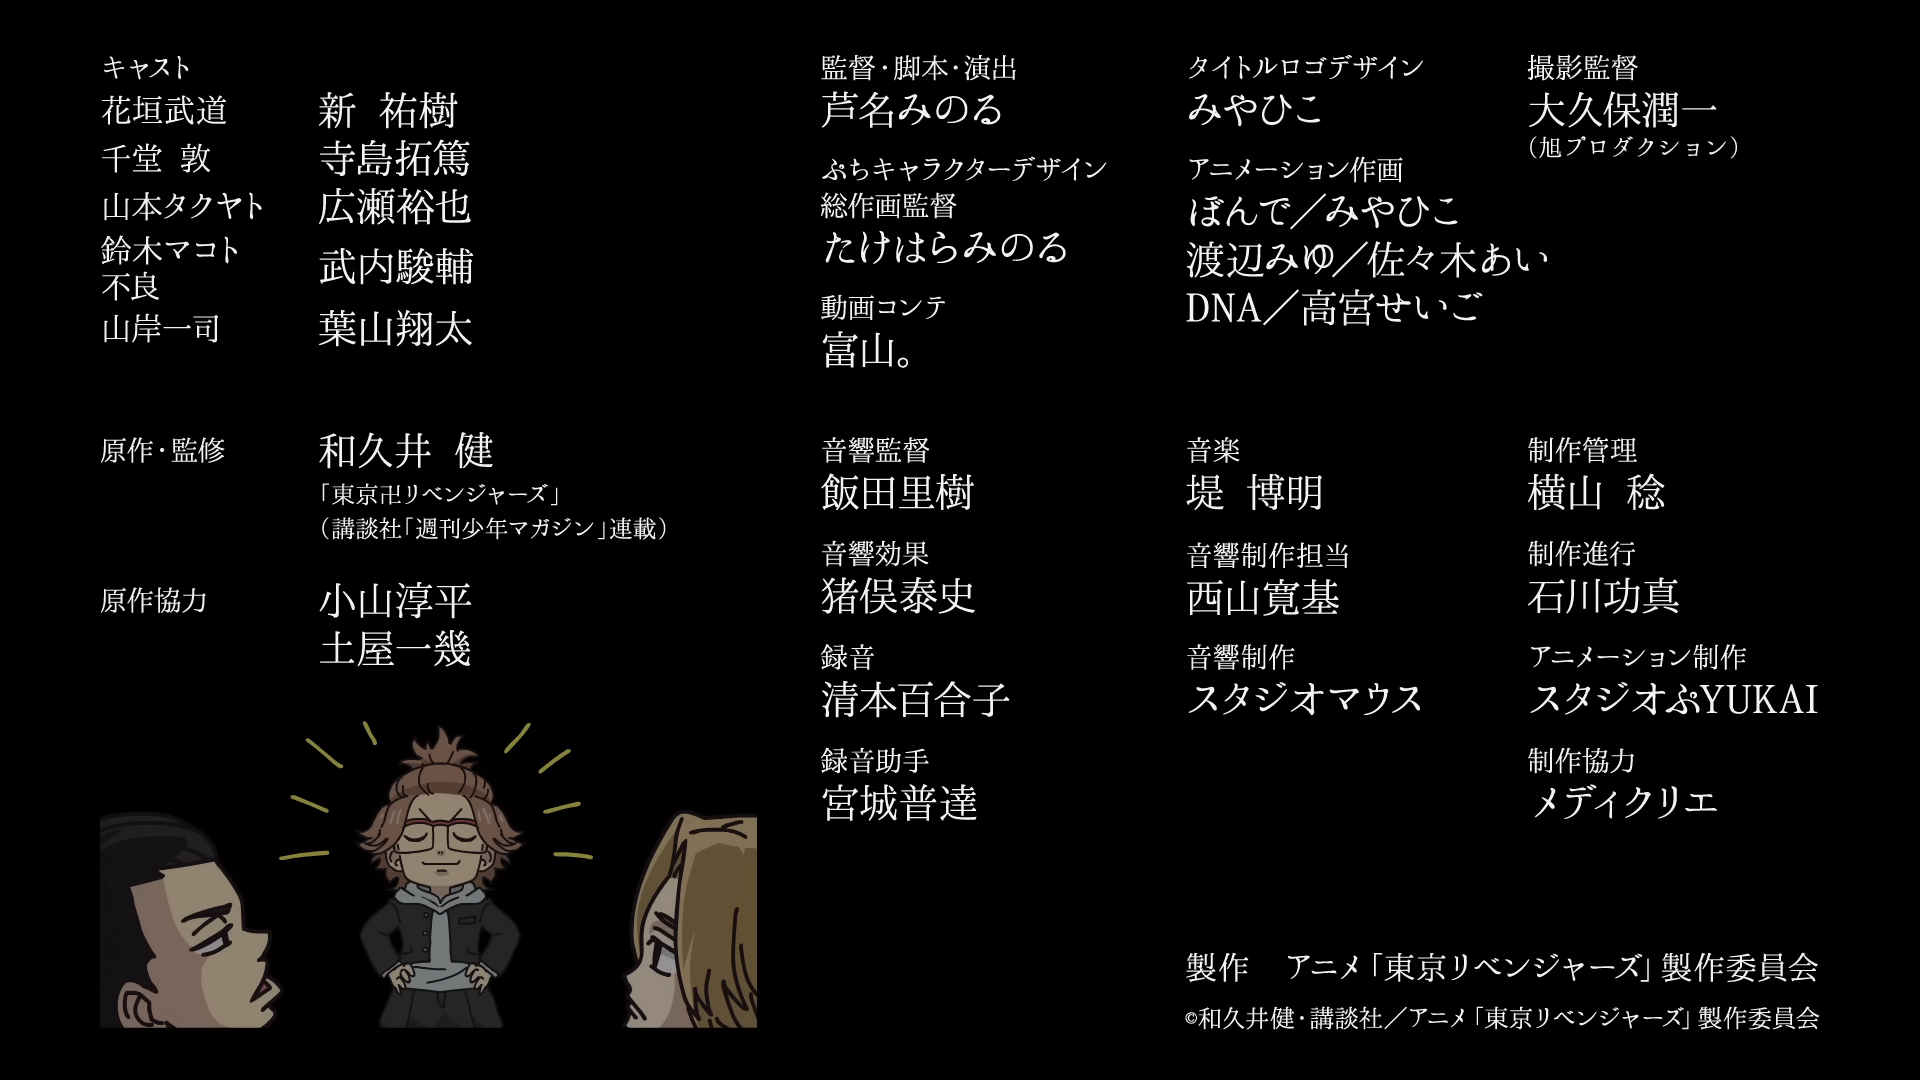 キャスト
花垣武道　新 祐樹
千堂 敦　寺島拓篤
山本タクヤト　広瀬裕也
鈴木マコト
不良　武内駿輔
山岸一司　葉山翔太
原作・監修　和久井 健
「東京卍リベンジャーズ」
（講談社「週刊少年マガジン」連載）
原作協力　小山淳平
土屋一幾
監督・脚本・演出
芦名みのる
ぷちキャラクターデザイン
総作画監督
たけはらみのる
動画コンテ
富山。
タイトルロゴデザイン
みやひこ
アニメーション作画
ぼんで／みやひこ
渡辺みゆ／佐々木あい
DNA／高宮せいご
撮影監督
大久保潤一
（旭プロダクション）
音響監督
飯田里樹
音響効果
猪俣泰史
録音
清本百合子
録音助手
宮城普達
音楽
堤 博明
音響制作担当
西山寛基
音響制作
スタジオマウス
制作管理
横山 稔
制作進行
石川功真
アニメーション制作
スタジオぷYUKAI
制作協力
メディクリエ
製作　アニメ「東京リベンジャーズ」製作委員会
©和久井健・講談社／アニメ「東京リベンジャーズ」製作委員会